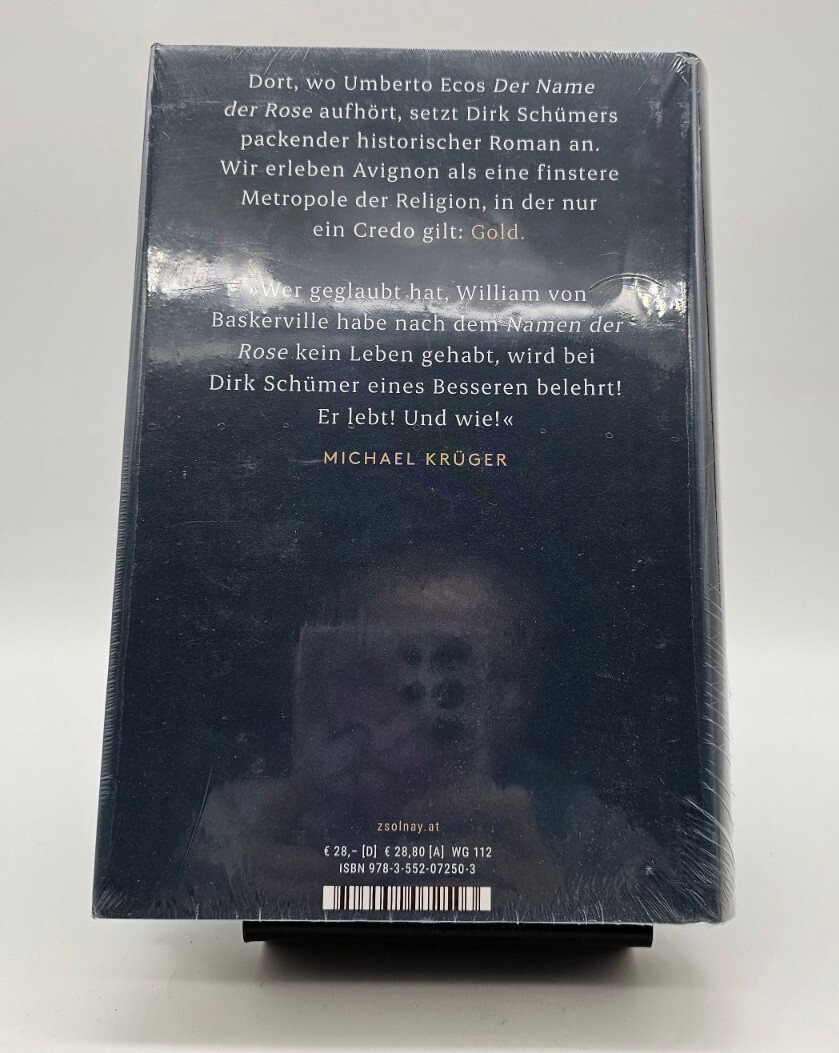 Dort, wo Umberto Ecos Der Name
der Rose aufhört, setzt Dirk Schümers
packender historischer Roman an.
Wir erleben Avignon als eine finstere
Metropole der Religion, in der nur
ein Credo gilt: Gold.
»Wer geglaubt hat, William von
Baskerville habe nach dem Namen der
Rose kein Leben gehabt, wird bei
Dirk Schümer eines Besseren belehrt!
Er lebt! Und wie!«
MICHAEL KRÜGER
zsolnay.at
€ 28,– [D] € 28,80 [A] WG 112
ISBN 978-3-552-07250-3